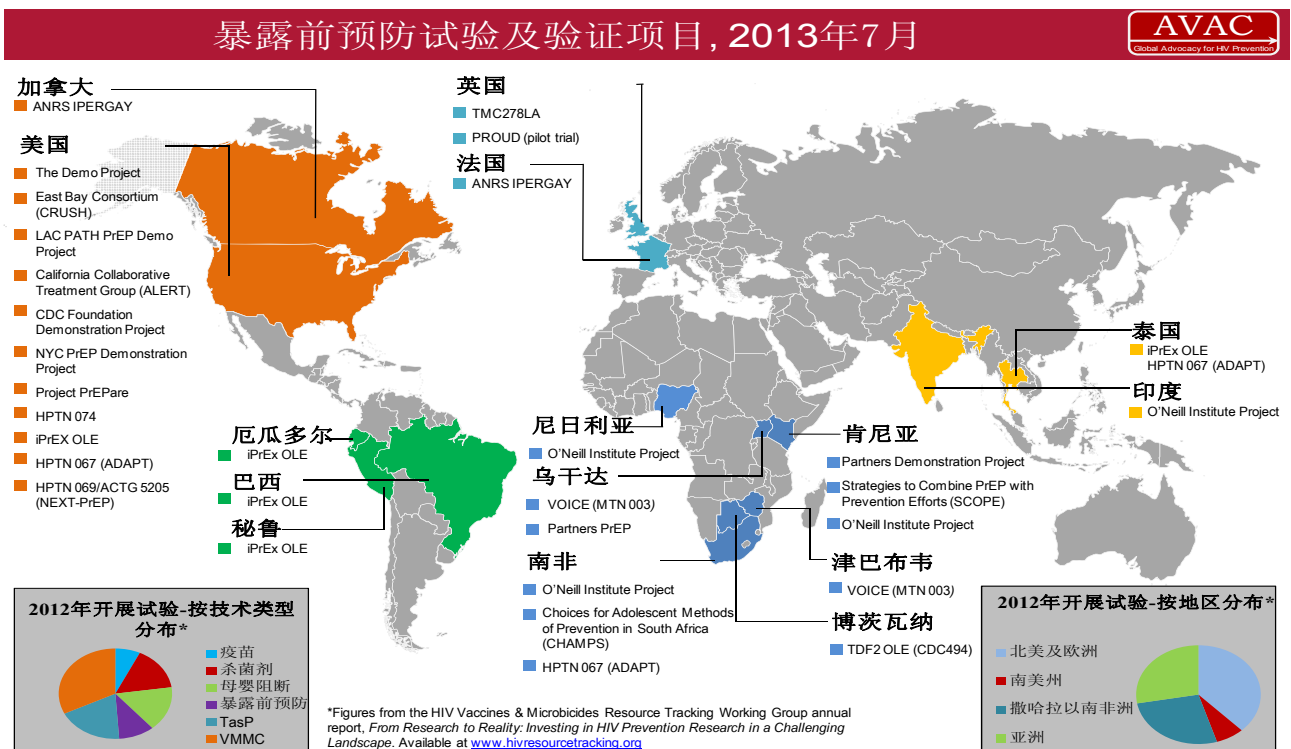 暴露前预防试验及验证项目, 2013年7月
AVAC
Global Advocacy for HIV Prevention
加拿大
ANRS IPERGAY
美国
The Demo Project
East Bay Consortium
(CRUSH)
LAC PATH PrEP Demo
Project
California Collaborative
Treatment Group (ALERT)
CDC Foundation
Demonstration Project
NYC PrEP Demonstration
Project
Project PrEPare
HPTN 074
iPrEX OLE
HPTN 067 (ADAPT)
HPTN 069/ACTG 5205
(NEXT-PrEP)
英国
TMC278LA
PROUD (pilot trial)
法国
ANRS IPERGAY
泰国
iPrEx OLE
HPTN 067 (ADAPT)
印度
O'Neill Institute Project
厄瓜多尔
iPrEx OLE
巴西
iPrEx OLE
秘鲁
iPrEx OLE
尼日利亚
O'Neill Institute Project
乌干达
VOICE (MTN 003)
Partners PrEP
肯尼亚
Partners Demonstration Project
Strategies to Combine PrEP with
Prevention Efforts (SCOPE)
O'Neill Institute Project
南非
O'Neill Institute Project
Choices for Adolescent Methods
of Prevention in South Africa
(CHAMPS)
HPTN 067 (ADAPT)
津巴布韦
VOICE (MTN 003)
博茨瓦纳
TDF2 OLE (CDC494)
2012年开展试验-按技术类型
分布*
疫苗
杀菌剂
母婴阻断
暴露前预防
TasP
VMMC
2012年开展试验-按地区分布*
北美及欧洲
南美州
撒哈拉以南非洲
亚洲
*Figures from the HIV Vaccines & Microbicides Resource Tracking Working Group annual
report, From Research to Reality: Investing in HIV Prevention Research in a Challenging
Landscape. Available at www.hivresourcetracking.org